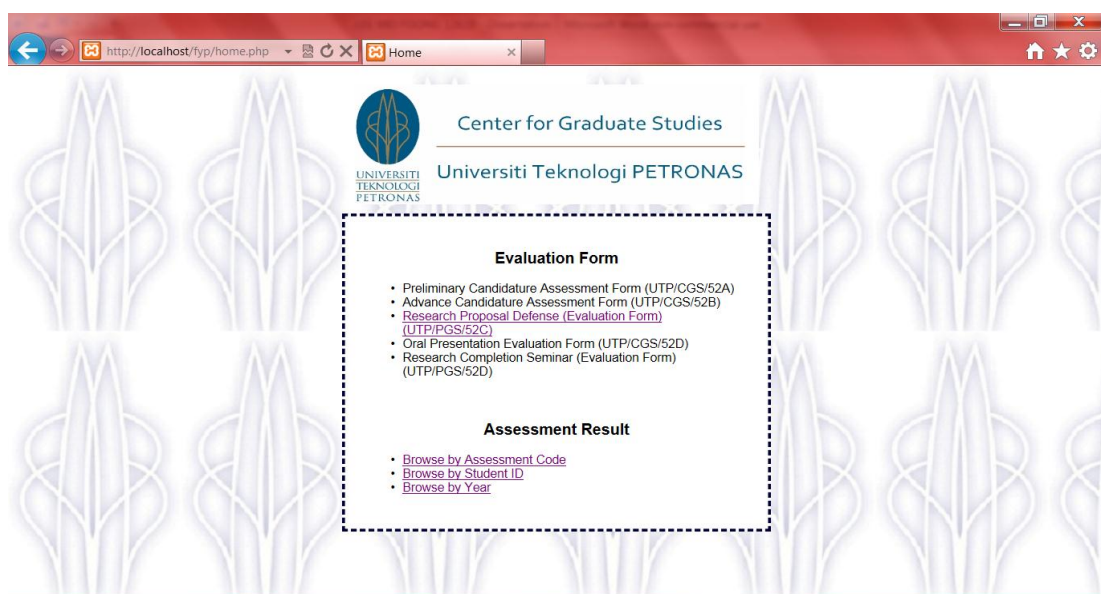 http://localhost/fyp/home.php
Home
Center for Graduate Studies
UNIVERSITI
TEKNOLOGI
PETRONAS
Universiti Teknologi PETRONAS
Evaluation Form
• Preliminary Candidature Assessment Form (UTP/CGS/52A)
• Advance Candidature Assessment Form (UTP/CGS/52B)
• Research Proposal Defense (Evaluation Form)
(UTP/PGS/52C)
• Oral Presentation Evaluation Form (UTP/CGS/52D)
• Research Completion Seminar (Evaluation Form)
(UTP/PGS/52D)
Assessment Result
• Browse by Assessment Code
• Browse by Student ID
• Browse by Year